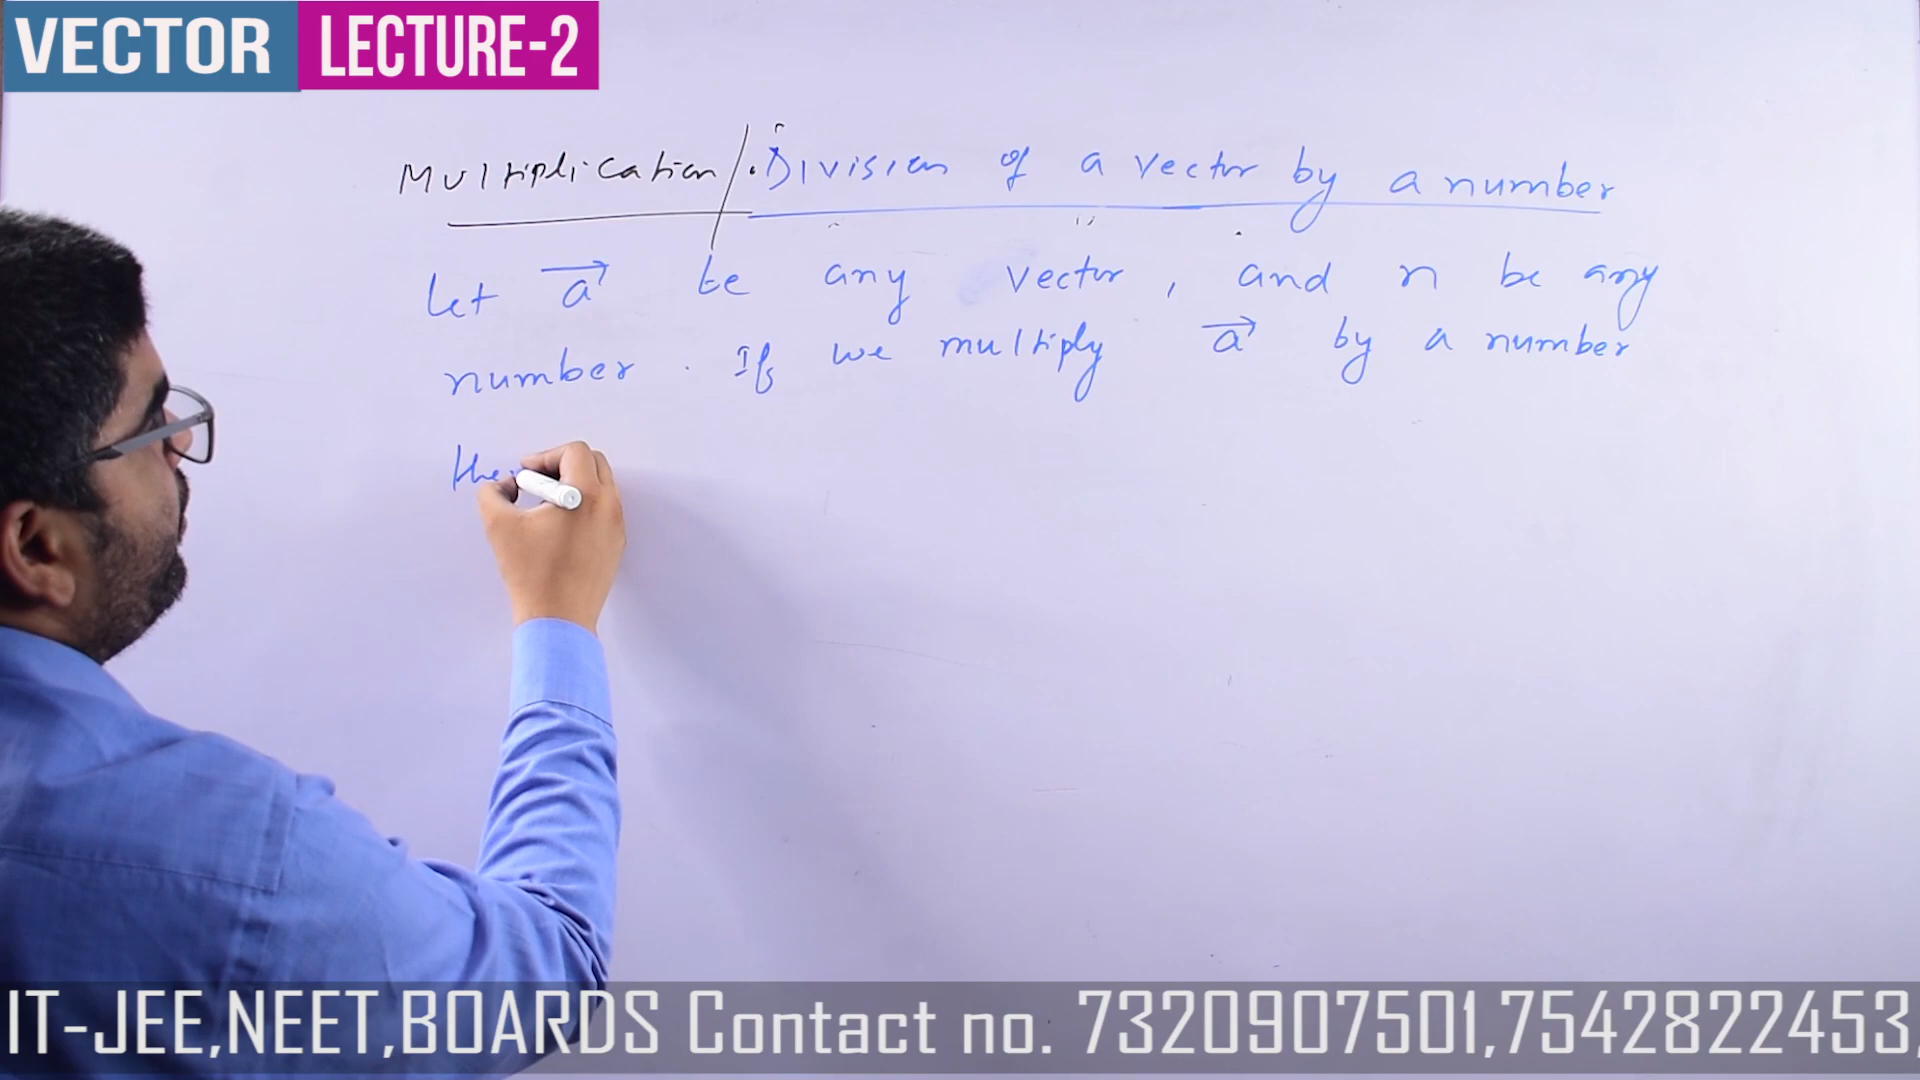 VECTOR LECTURE-2
Multiplication / Division of a vector by a number
Let a be any vector, and n be any
number. If we multiply a by a number
the
IT-JEE,NEET,BOARDS Contact no. 7320907501,7542822453,